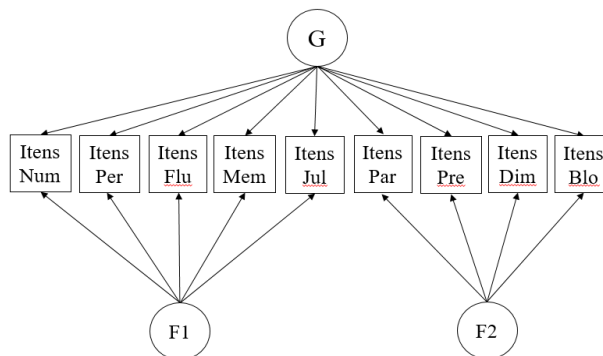 G
Itens Num
Itens Per
Itens Flu
Itens Mem
Itens Jul
Itens Par
Itens Pre
Itens Dim
Itens Blo
F1
F2